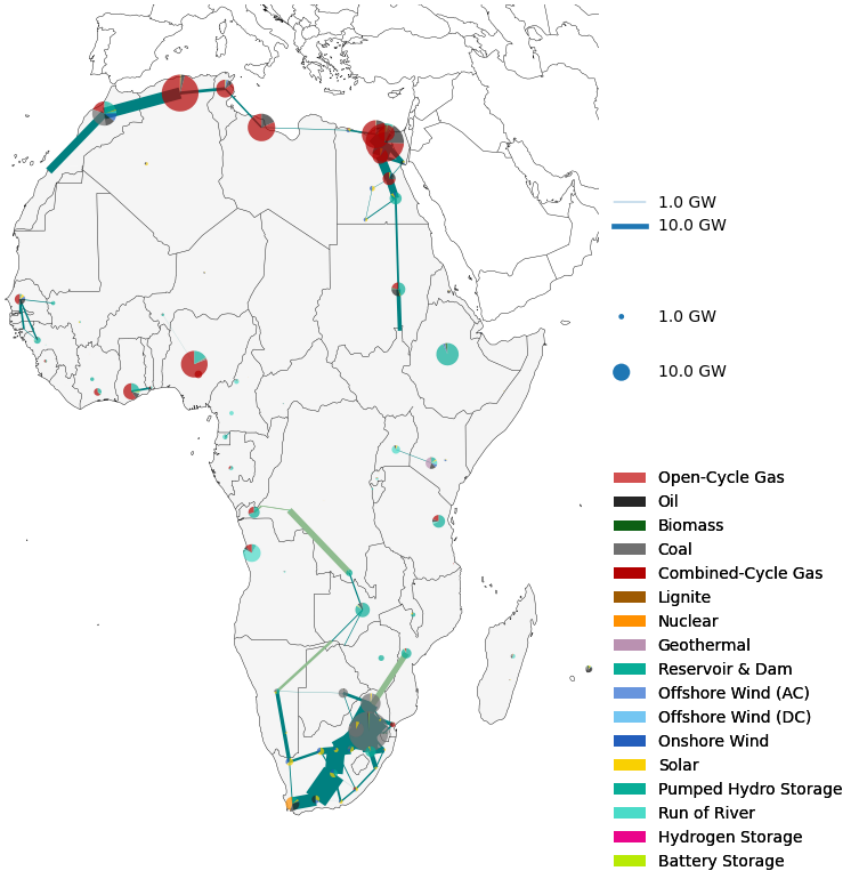 1.0 GW
10.0 GW
1.0 GW
10.0 GW
Open-Cycle Gas
Oil
Biomass
Coal
Combined-Cycle Gas
Lignite
Nuclear
Geothermal
Reservoir & Dam
Offshore Wind (AC)
Offshore Wind (DC)
Onshore Wind
Solar
Pumped Hydro Storage
Run of River
Hydrogen Storage
Battery Storage